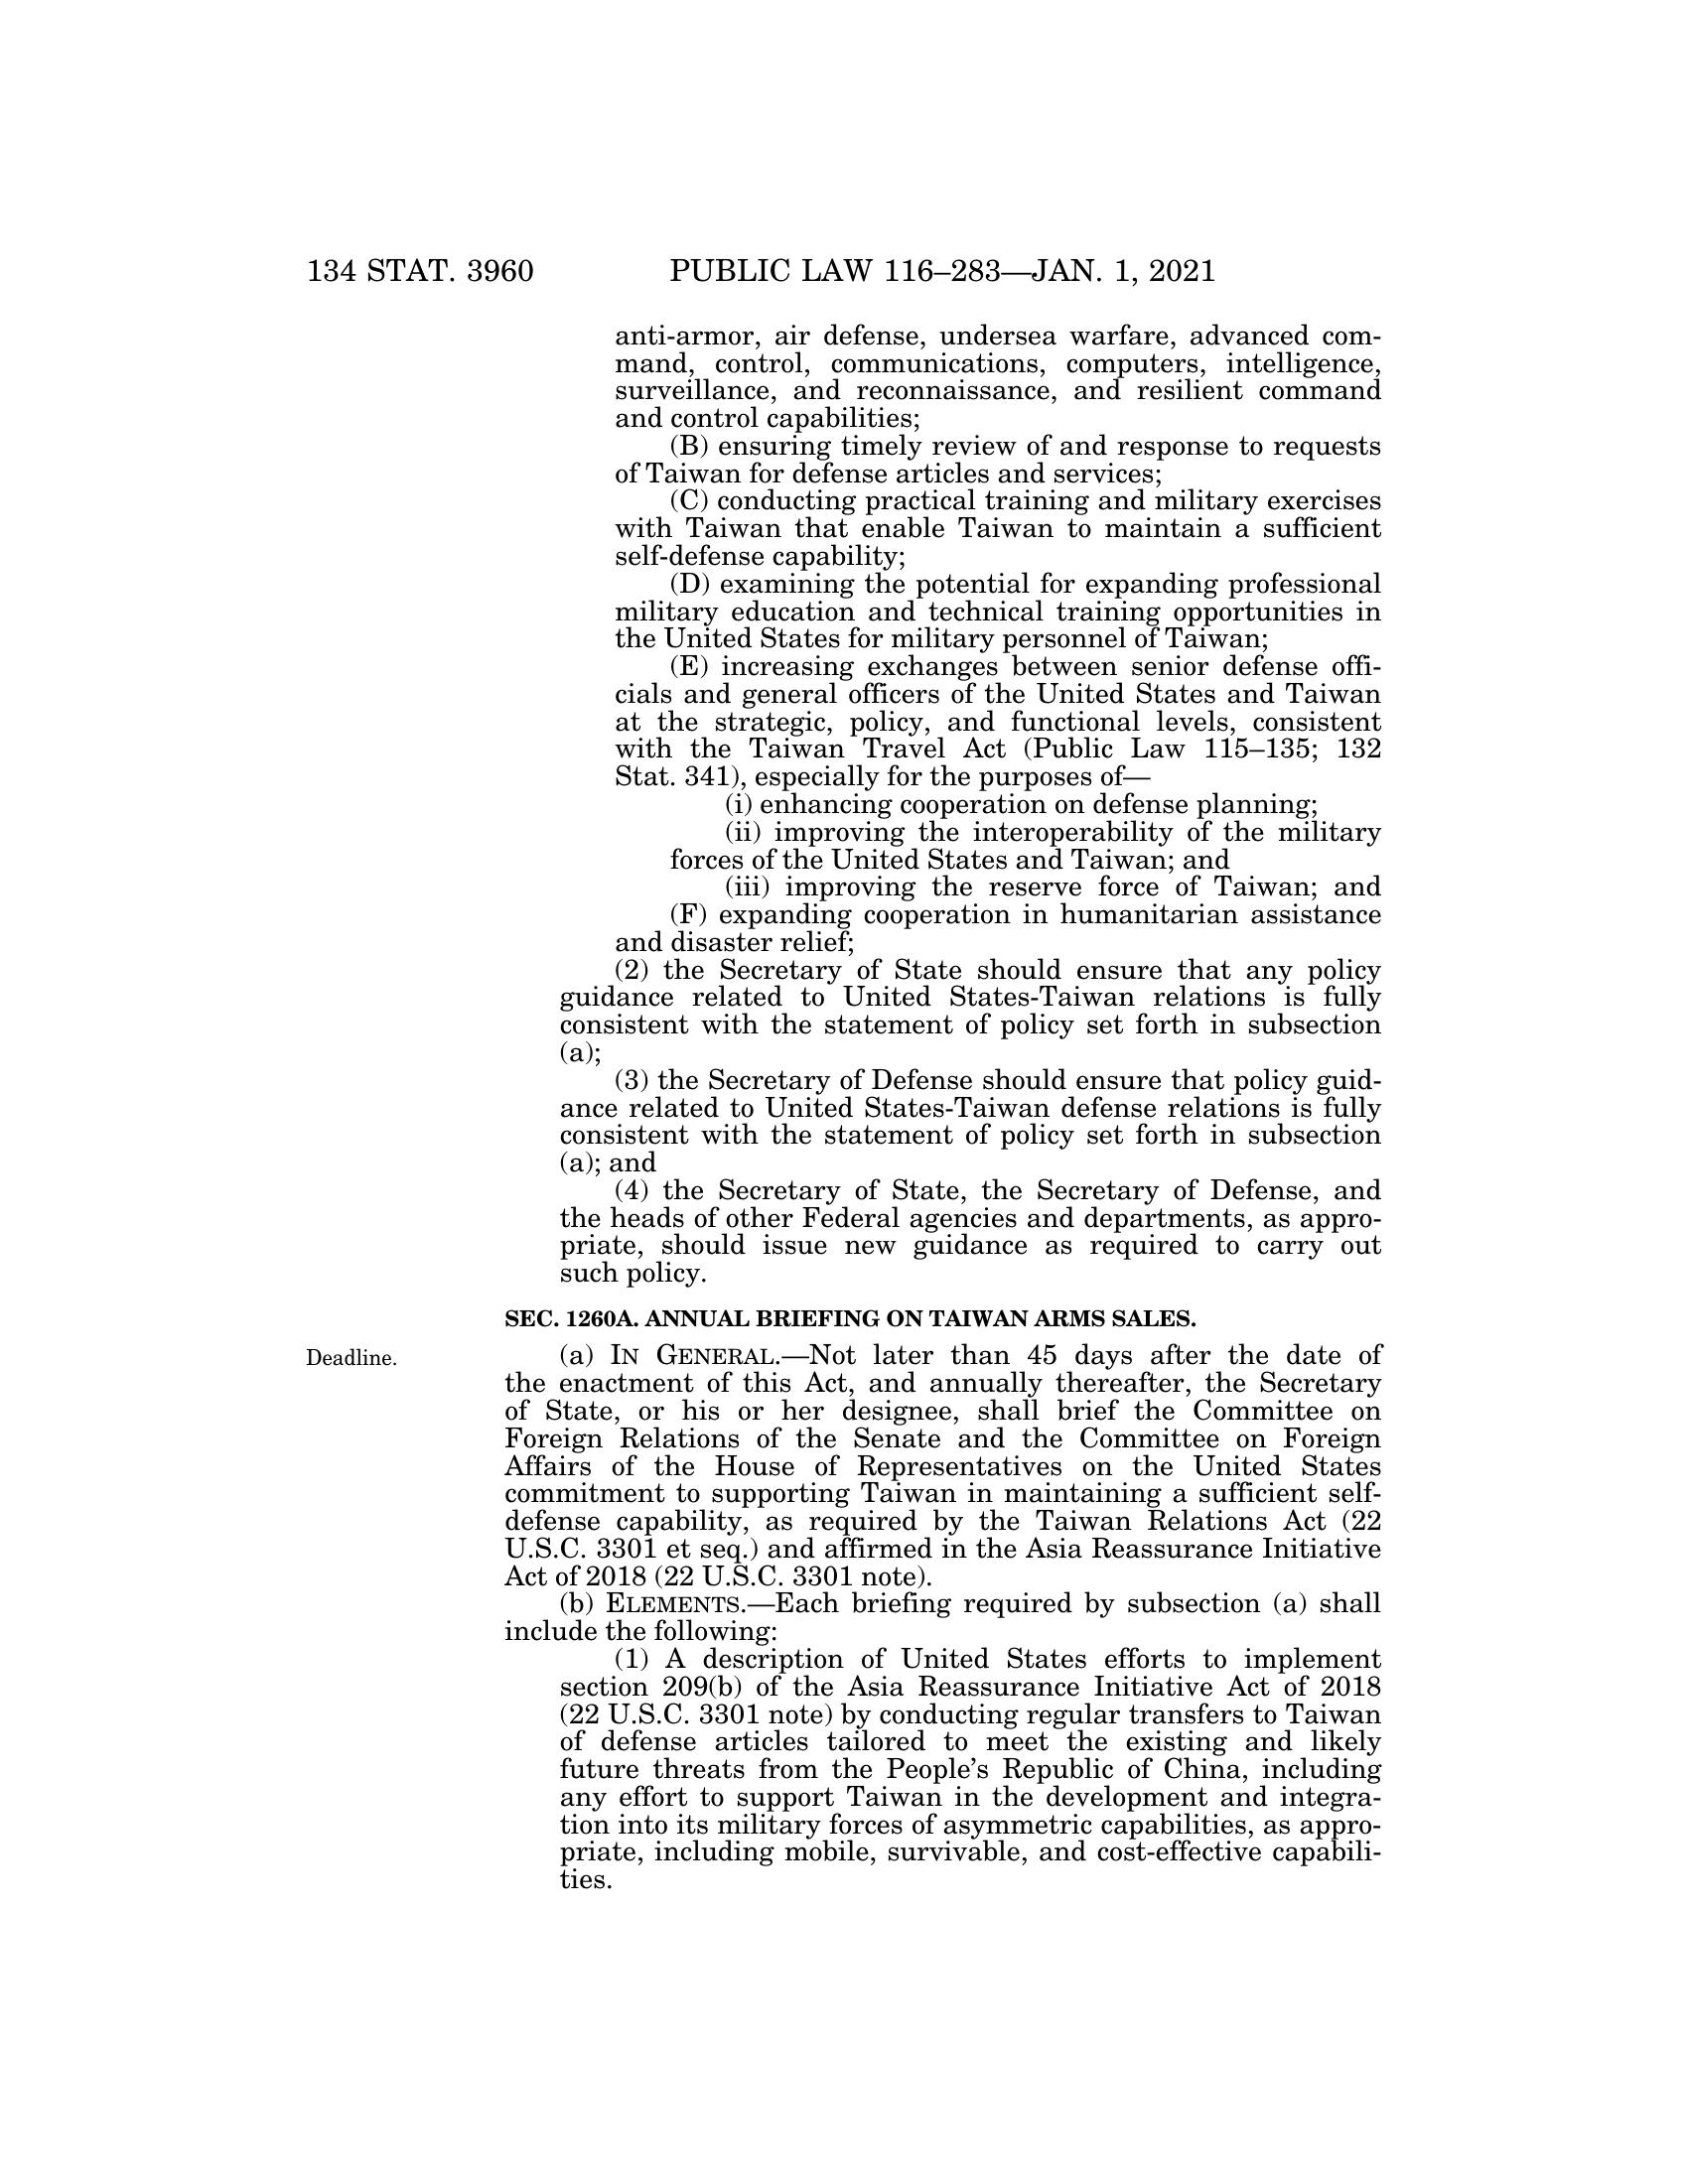 134 STAT. 3960 PUBLIC LAW 116–283—JAN. 1, 2021
anti-armor, air defense, undersea warfare, advanced com-
mand, control, communications, computers, intelligence,
surveillance, and reconnaissance, and resilient command
and control capabilities;
(B) ensuring timely review of and response to requests
of Taiwan for defense articles and services;
(C) conducting practical training and military exercises
with Taiwan that enable Taiwan to maintain a sufficient
self-defense capability;
(D) examining the potential for expanding professional
military education and technical training opportunities in
the United States for military personnel of Taiwan;
(E) increasing exchanges between senior defense offi-
cials and general officers of the United States and Taiwan
at the strategic, policy, and functional levels, consistent
with the Taiwan Travel Act (Public Law 115–135; 132
Stat. 341), especially for the purposes of—
(i) enhancing cooperation on defense planning;
(ii) improving the interoperability of the military
forces of the United States and Taiwan; and
(iii) improving the reserve force of Taiwan; and
(F) expanding cooperation in humanitarian assistance
and disaster relief;
(2) the Secretary of State should ensure that any policy
guidance related to United States-Taiwan relations is fully
consistent with the statement of policy set forth in subsection
(a);
(3) the Secretary of Defense should ensure that policy guid-
ance related to United States-Taiwan defense relations is fully
consistent with the statement of policy set forth in subsection
(a); and
(4) the Secretary of State, the Secretary of Defense, and
the heads of other Federal agencies and departments, as appro-
priate, should issue new guidance as required to carry out
such policy.
SEC. 1260A. ANNUAL BRIEFING ON TAIWAN ARMS SALES.
Deadline.
(a) IN GENERAL.—Not later than 45 days after the date of
the enactment of this Act, and annually thereafter, the Secretary
of State, or his or her designee, shall brief the Committee on
Foreign Relations of the Senate and the Committee on Foreign
Affairs of the House of Representatives on the United States
commitment to supporting Taiwan in maintaining a sufficient self-
defense capability, as required by the Taiwan Relations Act (22
U.S.C. 3301 et seq.) and affirmed in the Asia Reassurance Initiative
Act of 2018 (22 U.S.C. 3301 note).
(b) ELEMENTS.—Each briefing required by subsection (a) shall
include the following:
(1) A description of United States efforts to implement
section 209(b) of the Asia Reassurance Initiative Act of 2018
(22 U.S.C. 3301 note) by conducting regular transfers to Taiwan
of defense articles tailored to meet the existing and likely
future threats from the People's Republic of China, including
any effort to support Taiwan in the development and integra-
tion into its military forces of asymmetric capabilities, as appro-
priate, including mobile, survivable, and cost-effective capabili-
ties.